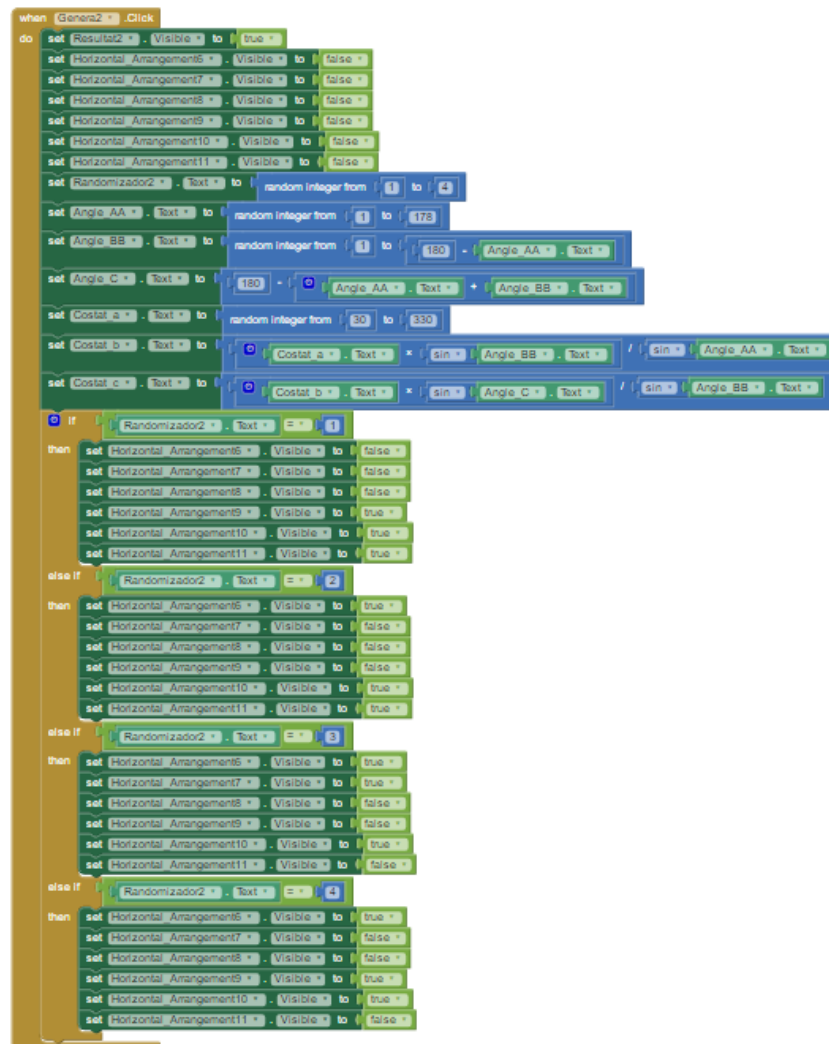 when Genera2 .Click
do set Resultat2 . Visible to true
set Horizontal_Arrangement6 . Visible to false
set Horizontal_Arrangement7 . Visible to false
set Horizontal_Arrangement8 . Visible to false
set Horizontal_Arrangement9 . Visible to false
set Horizontal_Arrangement10 . Visible to false
set Horizontal_Arrangement11 . Visible to false
set Randomizador2 . Text to random integer from 1 to 4
set Angle_AA . Text to random integer from 1 to 178
set Angle_BB . Text to random integer from 1 to 180 - Angle_AA . Text
set Angle_C . Text to 180 - Angle_AA . Text + Angle_BB . Text
set Costat_a . Text to random integer from 30 to 330
set Costat_b . Text to Costat_a . Text × sin Angle_BB . Text / sin Angle_AA . Text
set Costat_c . Text to Costat_b . Text × sin Angle_C . Text / sin Angle_BB . Text
if Randomizador2 . Text = 1
then set Horizontal_Arrangement6 . Visible to false
set Horizontal_Arrangement7 . Visible to false
set Horizontal_Arrangement8 . Visible to false
set Horizontal_Arrangement9 . Visible to true
set Horizontal_Arrangement10 . Visible to true
set Horizontal_Arrangement11 . Visible to true
else if Randomizador2 . Text = 2
then set Horizontal_Arrangement6 . Visible to true
set Horizontal_Arrangement7 . Visible to false
set Horizontal_Arrangement8 . Visible to false
set Horizontal_Arrangement9 . Visible to false
set Horizontal_Arrangement10 . Visible to true
set Horizontal_Arrangement11 . Visible to true
else if Randomizador2 . Text = 3
then set Horizontal_Arrangement6 . Visible to true
set Horizontal_Arrangement7 . Visible to true
set Horizontal_Arrangement8 . Visible to false
set Horizontal_Arrangement9 . Visible to false
set Horizontal_Arrangement10 . Visible to true
set Horizontal_Arrangement11 . Visible to false
else if Randomizador2 . Text = 4
then set Horizontal_Arrangement6 . Visible to true
set Horizontal_Arrangement7 . Visible to false
set Horizontal_Arrangement8 . Visible to false
set Horizontal_Arrangement9 . Visible to true
set Horizontal_Arrangement10 . Visible to true
set Horizontal_Arrangement11 . Visible to false